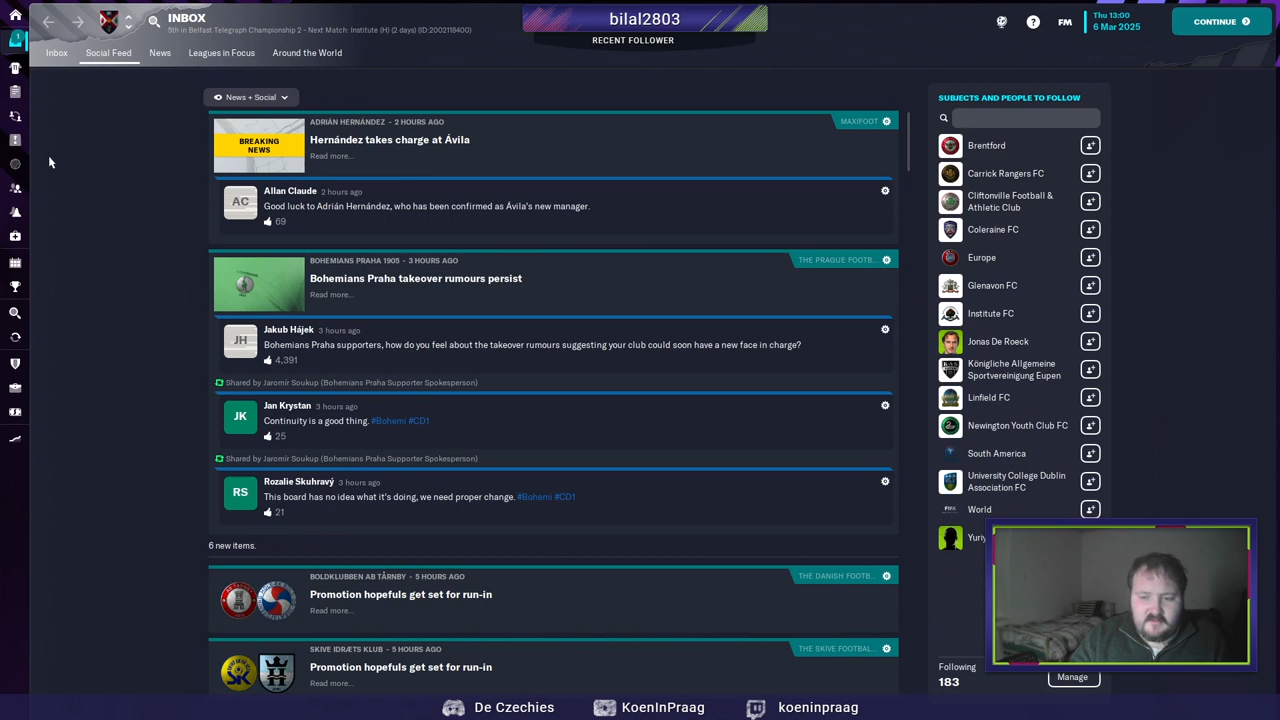 INBOX
5th in Belfast Telegraph Championship 2 - Next Match: Institute (H) (2 days) (ID:2002118400)
bilal2803
RECENT FOLLOWER
FM
Thu 13:00
6 Mar 2025
CONTINUE
1
Inbox
Social Feed
News
Leagues in Focus
Around the World
News + Social
ADRIÁN HERNÁNDEZ - 2 HOURS AGO
MAXIFOOT
BREAKING
NEWS
Hernández takes charge at Ávila
Read more...
AC
Allan Claude 2 hours ago
Good luck to Adrián Hernández, who has been confirmed as Ávila's new manager.
69
BOHEMIANS PRAHA 1905 - 3 HOURS AGO
THE PRAGUE FOOTB...
Bohemians Praha takeover rumours persist
Read more...
JH
Jakub Hájek 3 hours ago
Bohemians Praha supporters, how do you feel about the takeover rumours suggesting your club could soon have a new face in charge?
4,391
Shared by Jaromír Soukup (Bohemians Praha Supporter Spokesperson)
JK
Jan Krystan 3 hours ago
Continuity is a good thing. #Bohemi #CD1
25
Shared by Jaromír Soukup (Bohemians Praha Supporter Spokesperson)
RS
Rozalie Skuhravý 3 hours ago
This board has no idea what it's doing, we need proper change. #Bohemi #CD1
21
6 new items.
BOLDKLUBBEN AB TÅRNBY - 5 HOURS AGO
THE DANISH FOOTB...
Promotion hopefuls get set for run-in
Read more...
SKIVE IDRÆTS KLUB - 5 HOURS AGO
THE SKIVE FOOTBAL...
Promotion hopefuls get set for run-in
Read more...
SUBJECTS AND PEOPLE TO FOLLOW
Brentford
Carrick Rangers FC
Cliftonville Football &
Athletic Club
Coleraine FC
Europe
Glenavon FC
Institute FC
Jonas De Roeck
Königliche Allgemeine
Sportvereinigung Eupen
Linfield FC
Newington Youth Club FC
South America
University College Dublin
Association FC
FIFA
World
Following
183
Manage
De Czechies
KoenInPraag
koeninpraag